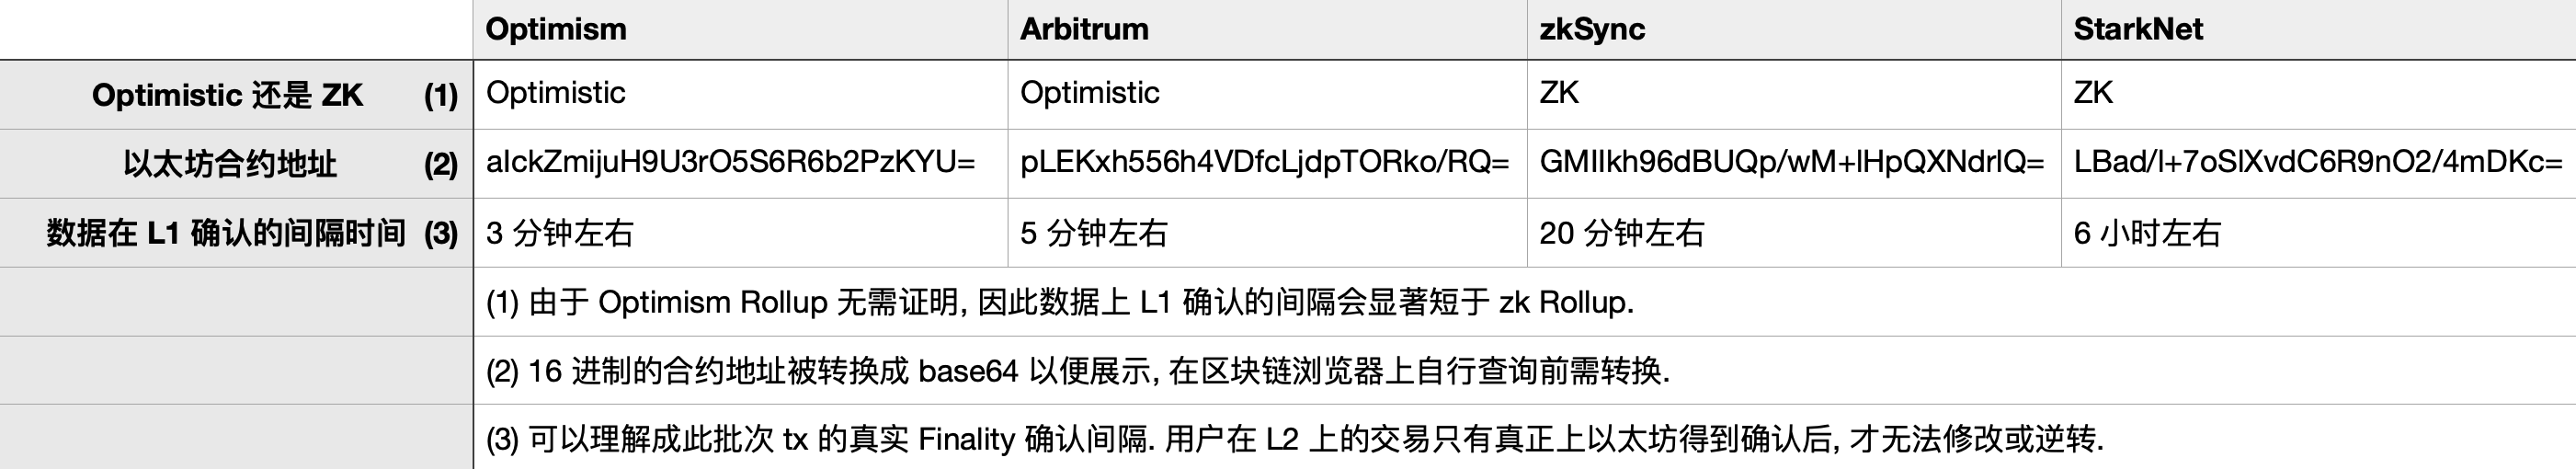 Optimism Arbitrum zkSync StarkNet
Optimistic 还是 ZK (1) Optimistic Optimistic ZK ZK
以太坊合约地址 (2) aIckZmijuH9U3rO5S6R6b2PzKYU= pLEKxh556h4VDfcLjdpTORko/RQ= GMIIkh96dBUQp/wM+lHpQXNdrlQ= LBad/l+7oSlXvdC6R9nO2/4mDKc=
数据在 L1 确认的间隔时间 (3) 3 分钟左右 5 分钟左右 20 分钟左右 6 小时左右
(1) 由于 Optimism Rollup 无需证明, 因此数据上 L1 确认的间隔会显著短于 zk Rollup.
(2) 16 进制的合约地址被转换成 base64 以便展示, 在区块链浏览器上自行查询前需转换.
(3) 可以理解成此批次 tx 的真实 Finality 确认间隔. 用户在 L2 上的交易只有真正上以太坊得到确认后, 才无法修改或逆转.